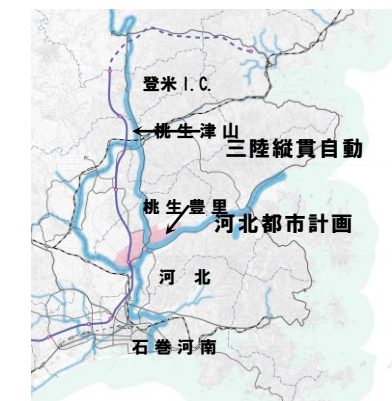 登米 I.C.
桃生津山
三陸縦貫自動
桃生豊里
河北都市計画
河 北
石巻河南